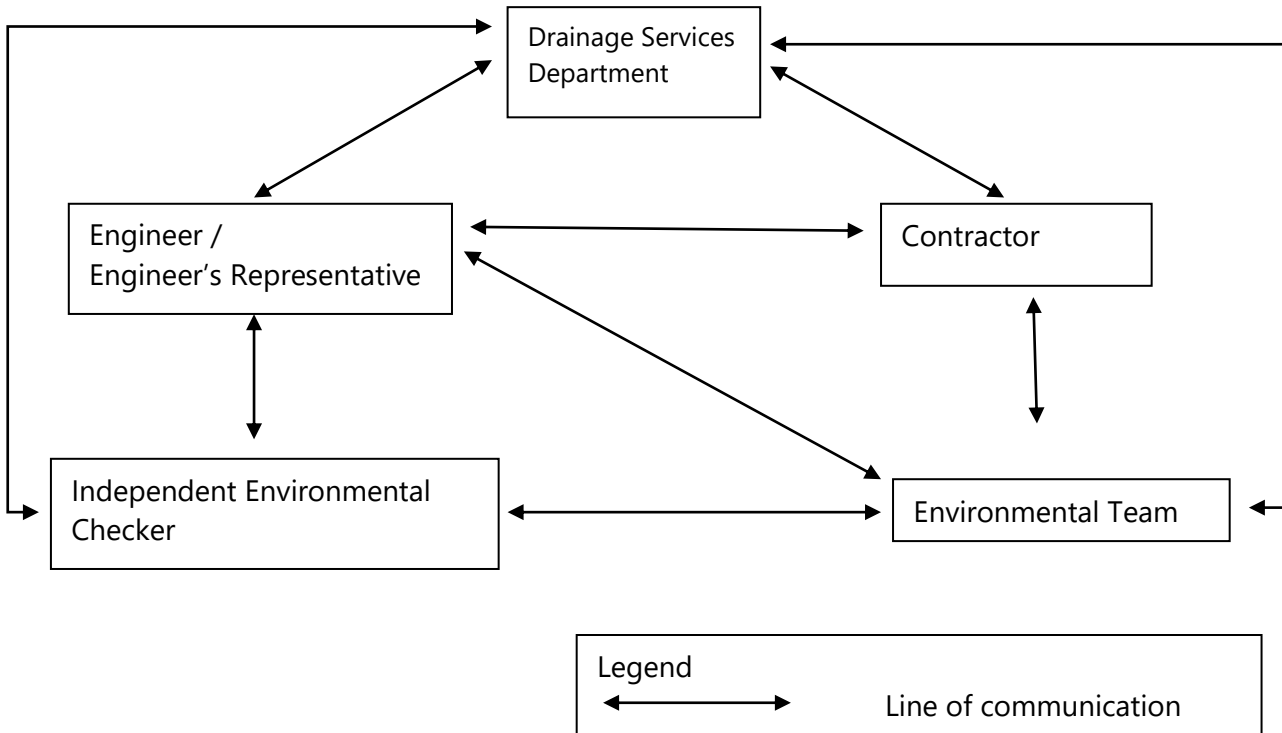 Drainage Services
Department
Engineer /
Engineer’s Representative
Contractor
Independent Environmental
Checker
Environmental Team
Legend
Line of communication